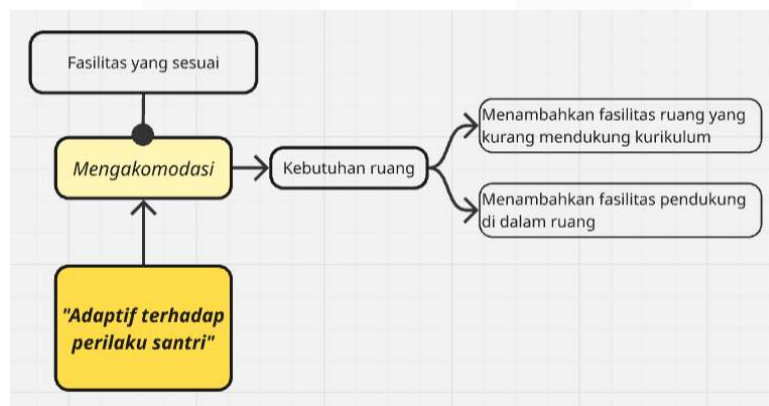 Fasilitas yang sesuai
Mengakomodasi
Kebutuhan ruang
Menambahkan fasilitas ruang yang
kurang mendukung kurikulum
Menambahkan fasilitas pendukung
di dalam ruang
"Adaptif terhadap
perilaku santri"